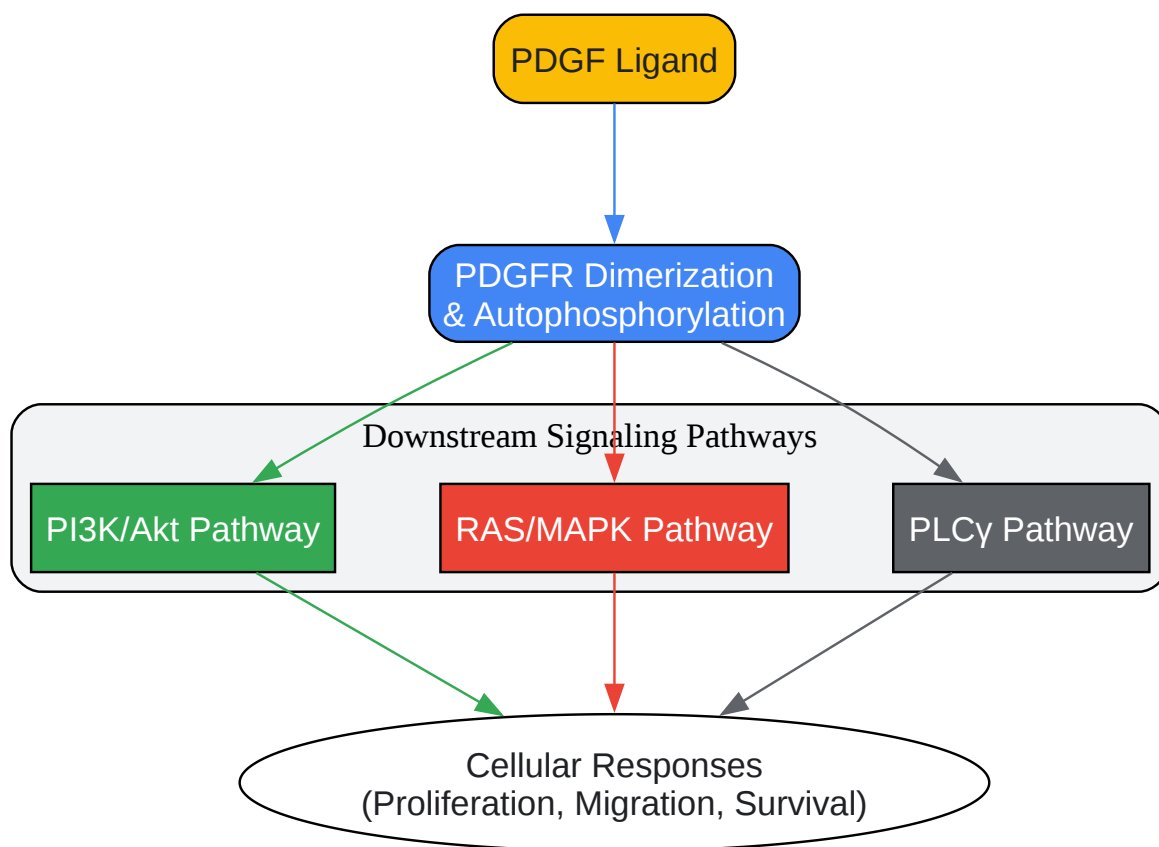 PDGF Ligand
PDGFR Dimerization
& Autophosphorylation
Downstream Signaling Pathways
PI3K/Akt Pathway
RAS/MAPK Pathway
PLCγ Pathway
Cellular Responses
(Proliferation, Migration, Survival)